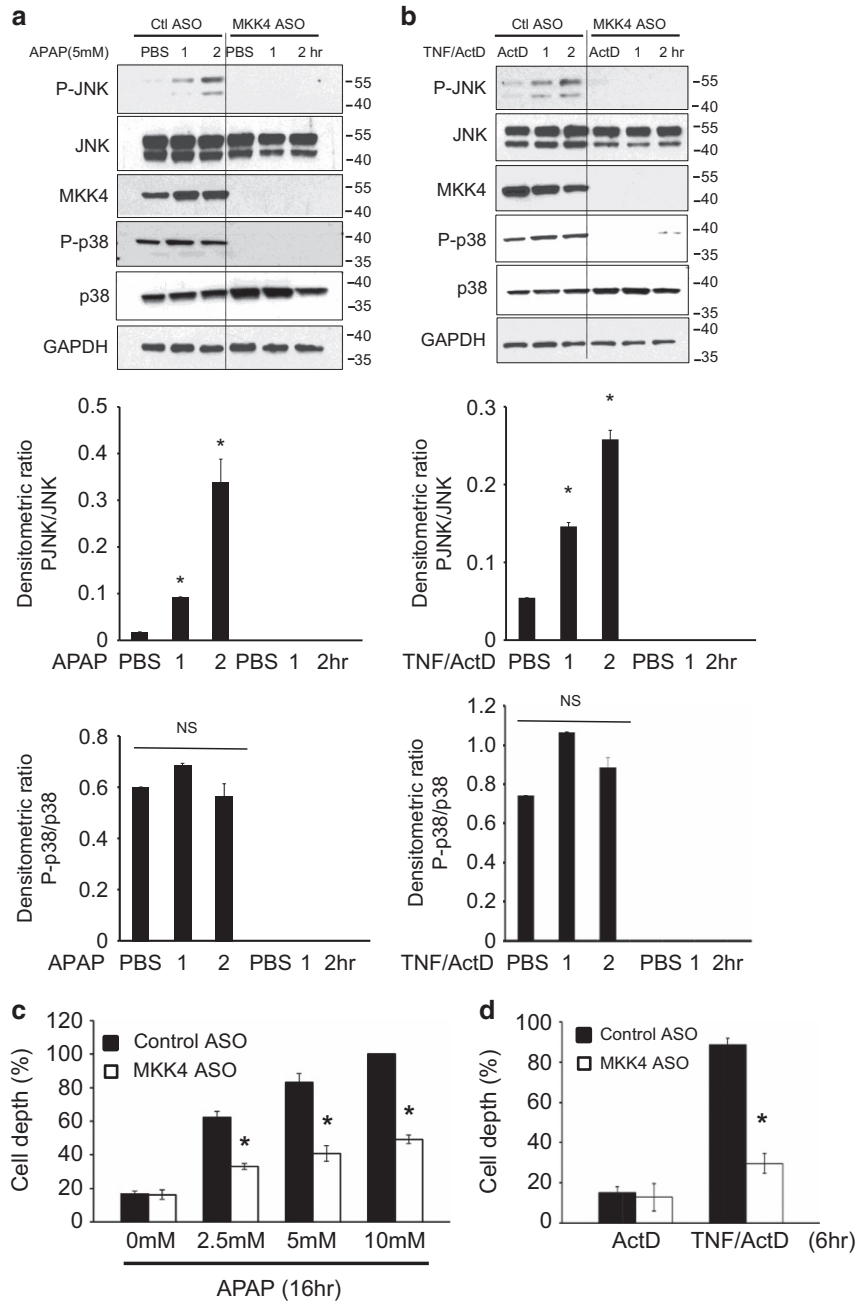 a
Ctl ASO MKK4 ASO
APAP(5mM) PBS 1 2 PBS 1 2 hr
P-JNK
-55
-40
JNK
-55
-40
MKK4
-55
-40
P-p38
-40
-35
p38
-40
-35
GAPDH
-40
-35
b
Ctl ASO MKK4 ASO
TNF/ActD ActD 1 2 ActD 1 2 hr
P-JNK
-55
-40
JNK
-55
-40
MKK4
-55
-40
P-p38
-40
-35
p38
-40
-35
GAPDH
-40
-35
Densitometric ratio
PJNK/JNK
0.5
0.4
0.3
0.2
0.1
0
* *
APAP PBS 1 2 PBS 1 2hr
Densitometric ratio
PJNK/JNK
0.3
0.2
0.1
0
* *
TNF/ActD PBS 1 2 PBS 1 2hr
Densitometric ratio
P-p38/p38
0.8
0.6
0.4
0.2
0
NS
APAP PBS 1 2 PBS 1 2hr
Densitometric ratio
P-p38/p38
1.2
1.0
0.8
0.6
0.4
0.2
0
NS
TNF/ActD PBS 1 2 PBS 1 2hr
c
Cell depth (%)
120
100
80
60
40
20
0
Control ASO
MKK4 ASO
* * *
0mM 2.5mM 5mM 10mM
APAP (16hr)
d
Cell depth (%)
100
80
60
40
20
0
Control ASO
MKK4 ASO
*
ActD TNF/ActD (6hr)